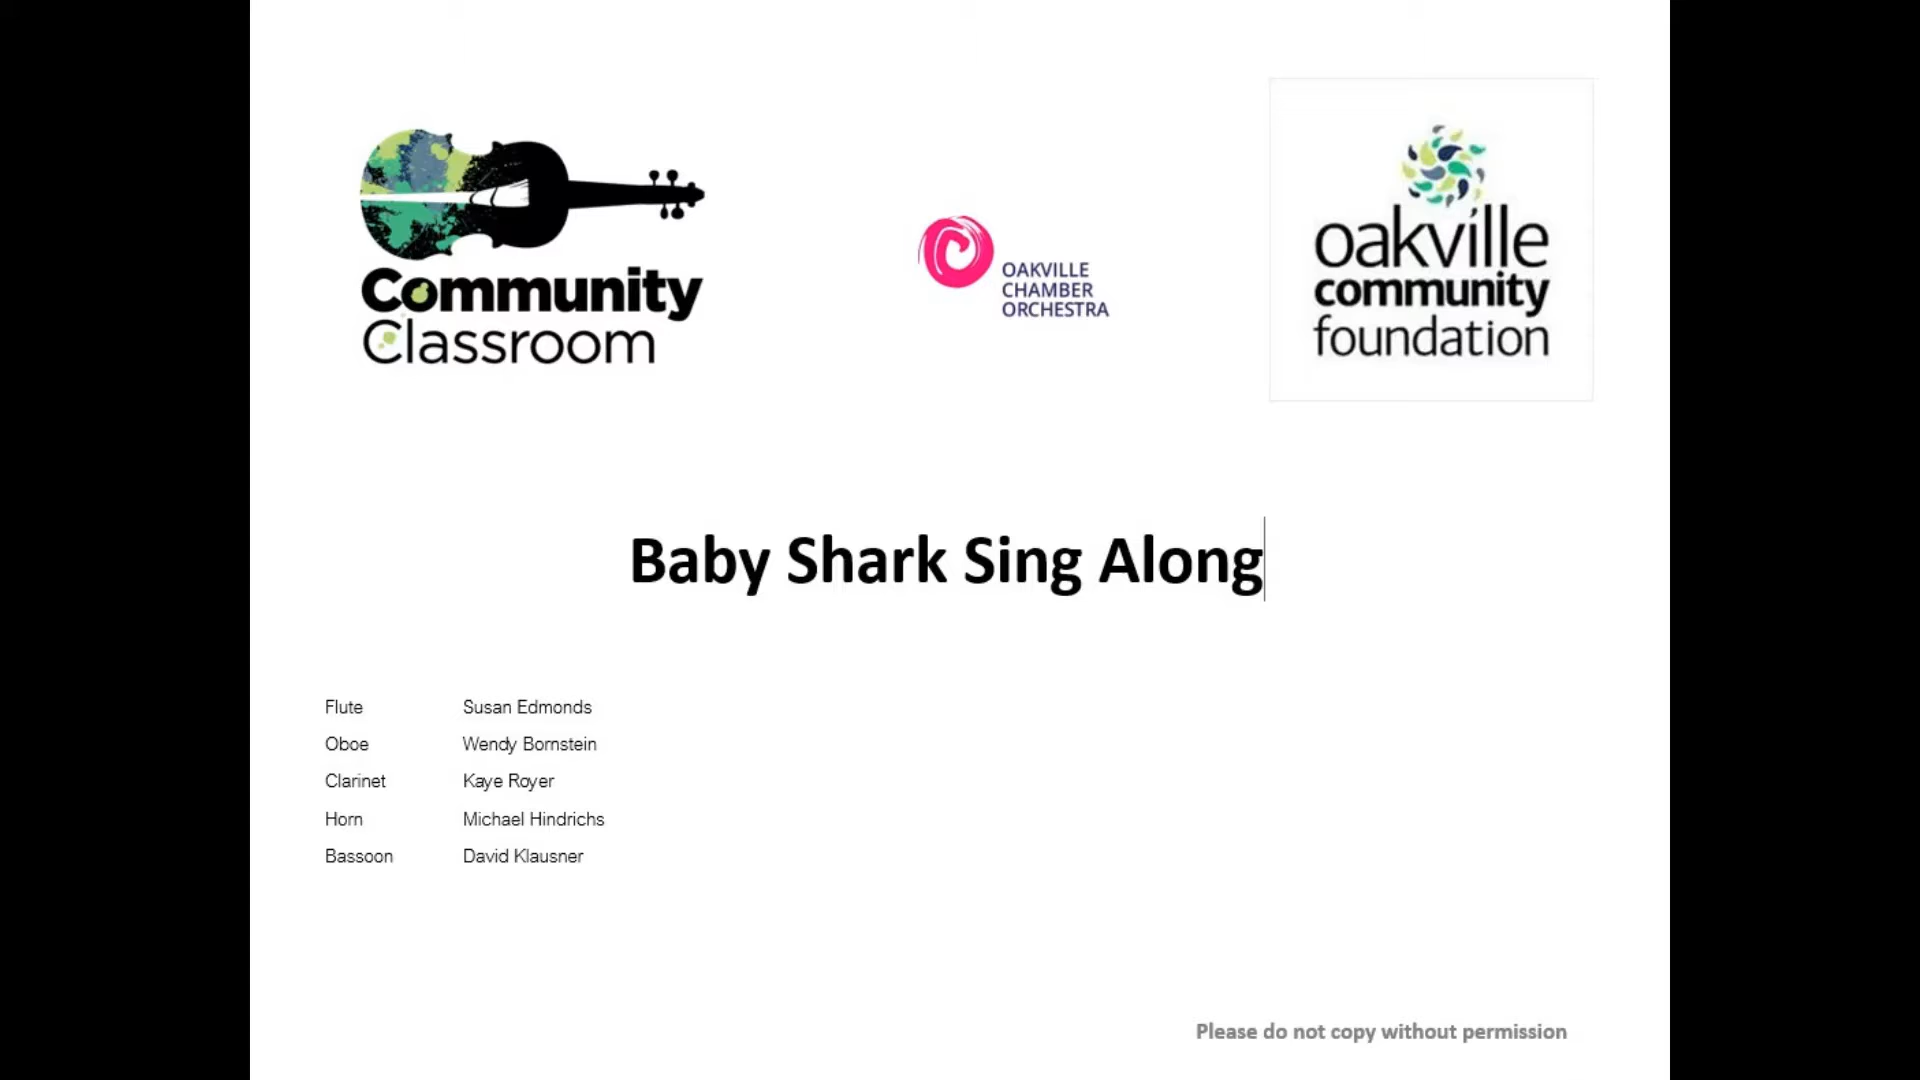 Community
Classroom
OAKVILLE
CHAMBER
ORCHESTRA
oakville
community
foundation
Baby Shark Sing Along
Flute Susan Edmonds
Oboe Wendy Bornstein
Clarinet Kaye Royer
Horn Michael Hindrichs
Bassoon David Klausner
Please do not copy without permission